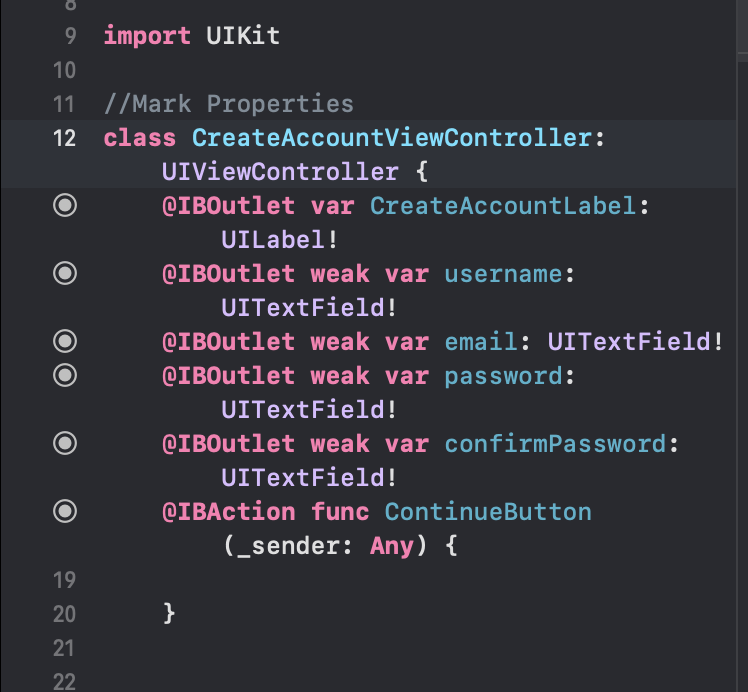 8
9 import UIKit
10
11 //Mark Properties
12 class CreateAccountViewController:
UIViewController {
@IBOutlet var CreateAccountLabel:
UILabel!
@IBOutlet weak var username:
UITextField!
@IBOutlet weak var email: UITextField!
@IBOutlet weak var password:
UITextField!
@IBOutlet weak var confirmPassword:
UITextField!
@IBAction func ContinueButton
(_sender: Any) {
19
20 }
21
22